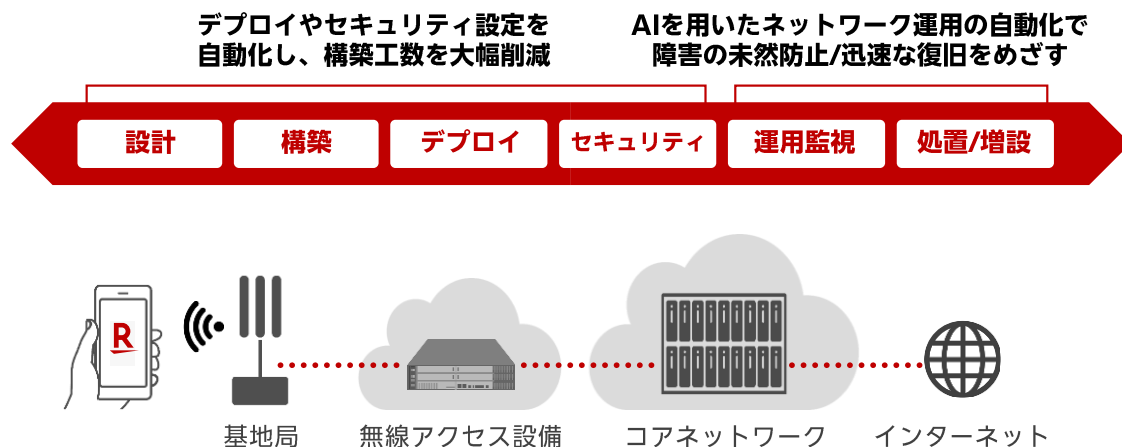 デプロイやセキュリティ設定を
自動化し、構築工数を大幅削減
AIを用いたネットワーク運用の自動化で
障害の未然防止/迅速な復旧をめざす
設計
構築
デプロイ
セキュリティ
運用監視
処置/増設
R
基地局
無線アクセス設備
コアネットワーク
インターネット